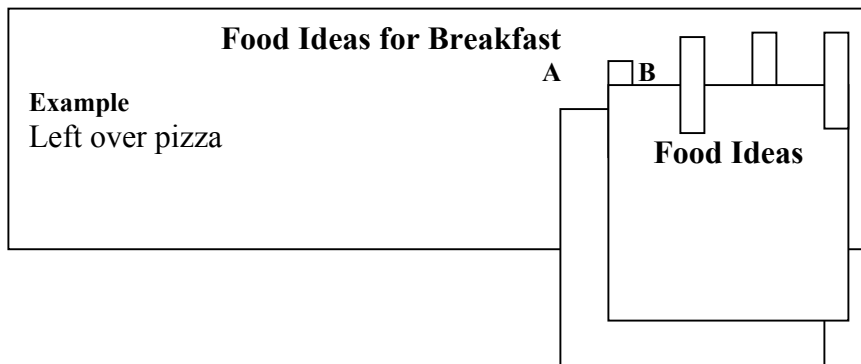 Food Ideas for Breakfast
A
B
Example
Left over pizza
Food Ideas